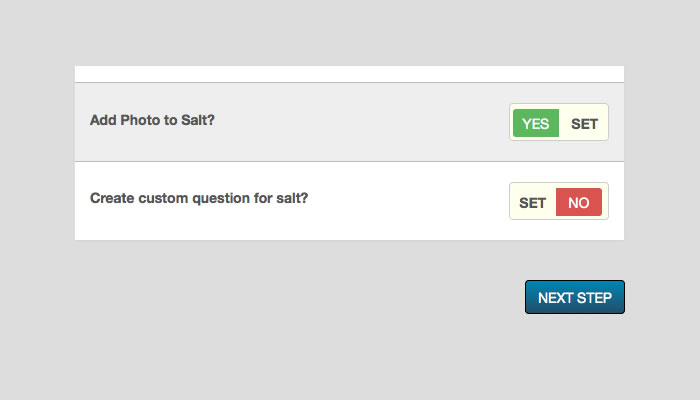 Add Photo to Salt? YES SET
Create custom question for salt? SET NO
NEXT STEP